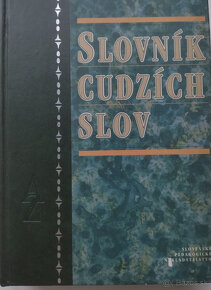 SLOVNÍK
CUDZÍCH
SLOV
A
Z
SLOVENSKÉ
PEDAGOGICKÉ
NAKLADATEĽSTVO